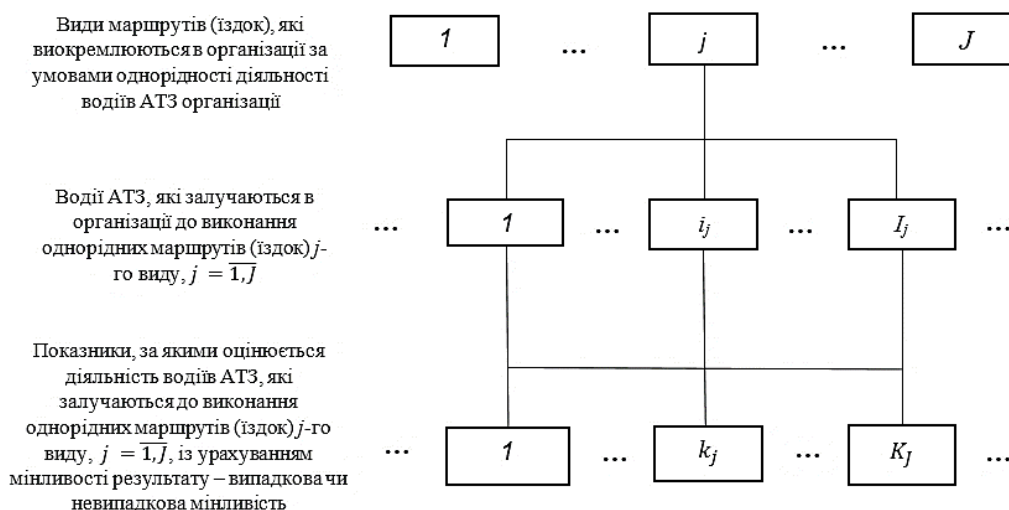 Види маршрутів (їздок), які
виокремлюються в організації за
умовами однорідності діяльності
водіїв АТЗ організації
1 ... j ... J
Водії АТЗ, які залучаються в
організації до виконання
однорідних маршрутів (їздок) j-
го виду, j = 1,J
... 1 ... i_j ... I_j ...
Показники, за якими оцінюється
діяльність водіїв АТЗ, які
залучаються до виконання
однорідних маршрутів (їздок) j-го
виду, j = 1,J, із урахуванням
мінливості результату – випадкова чи
невипадкова мінливість
... 1 ... k_j ... K_J ...